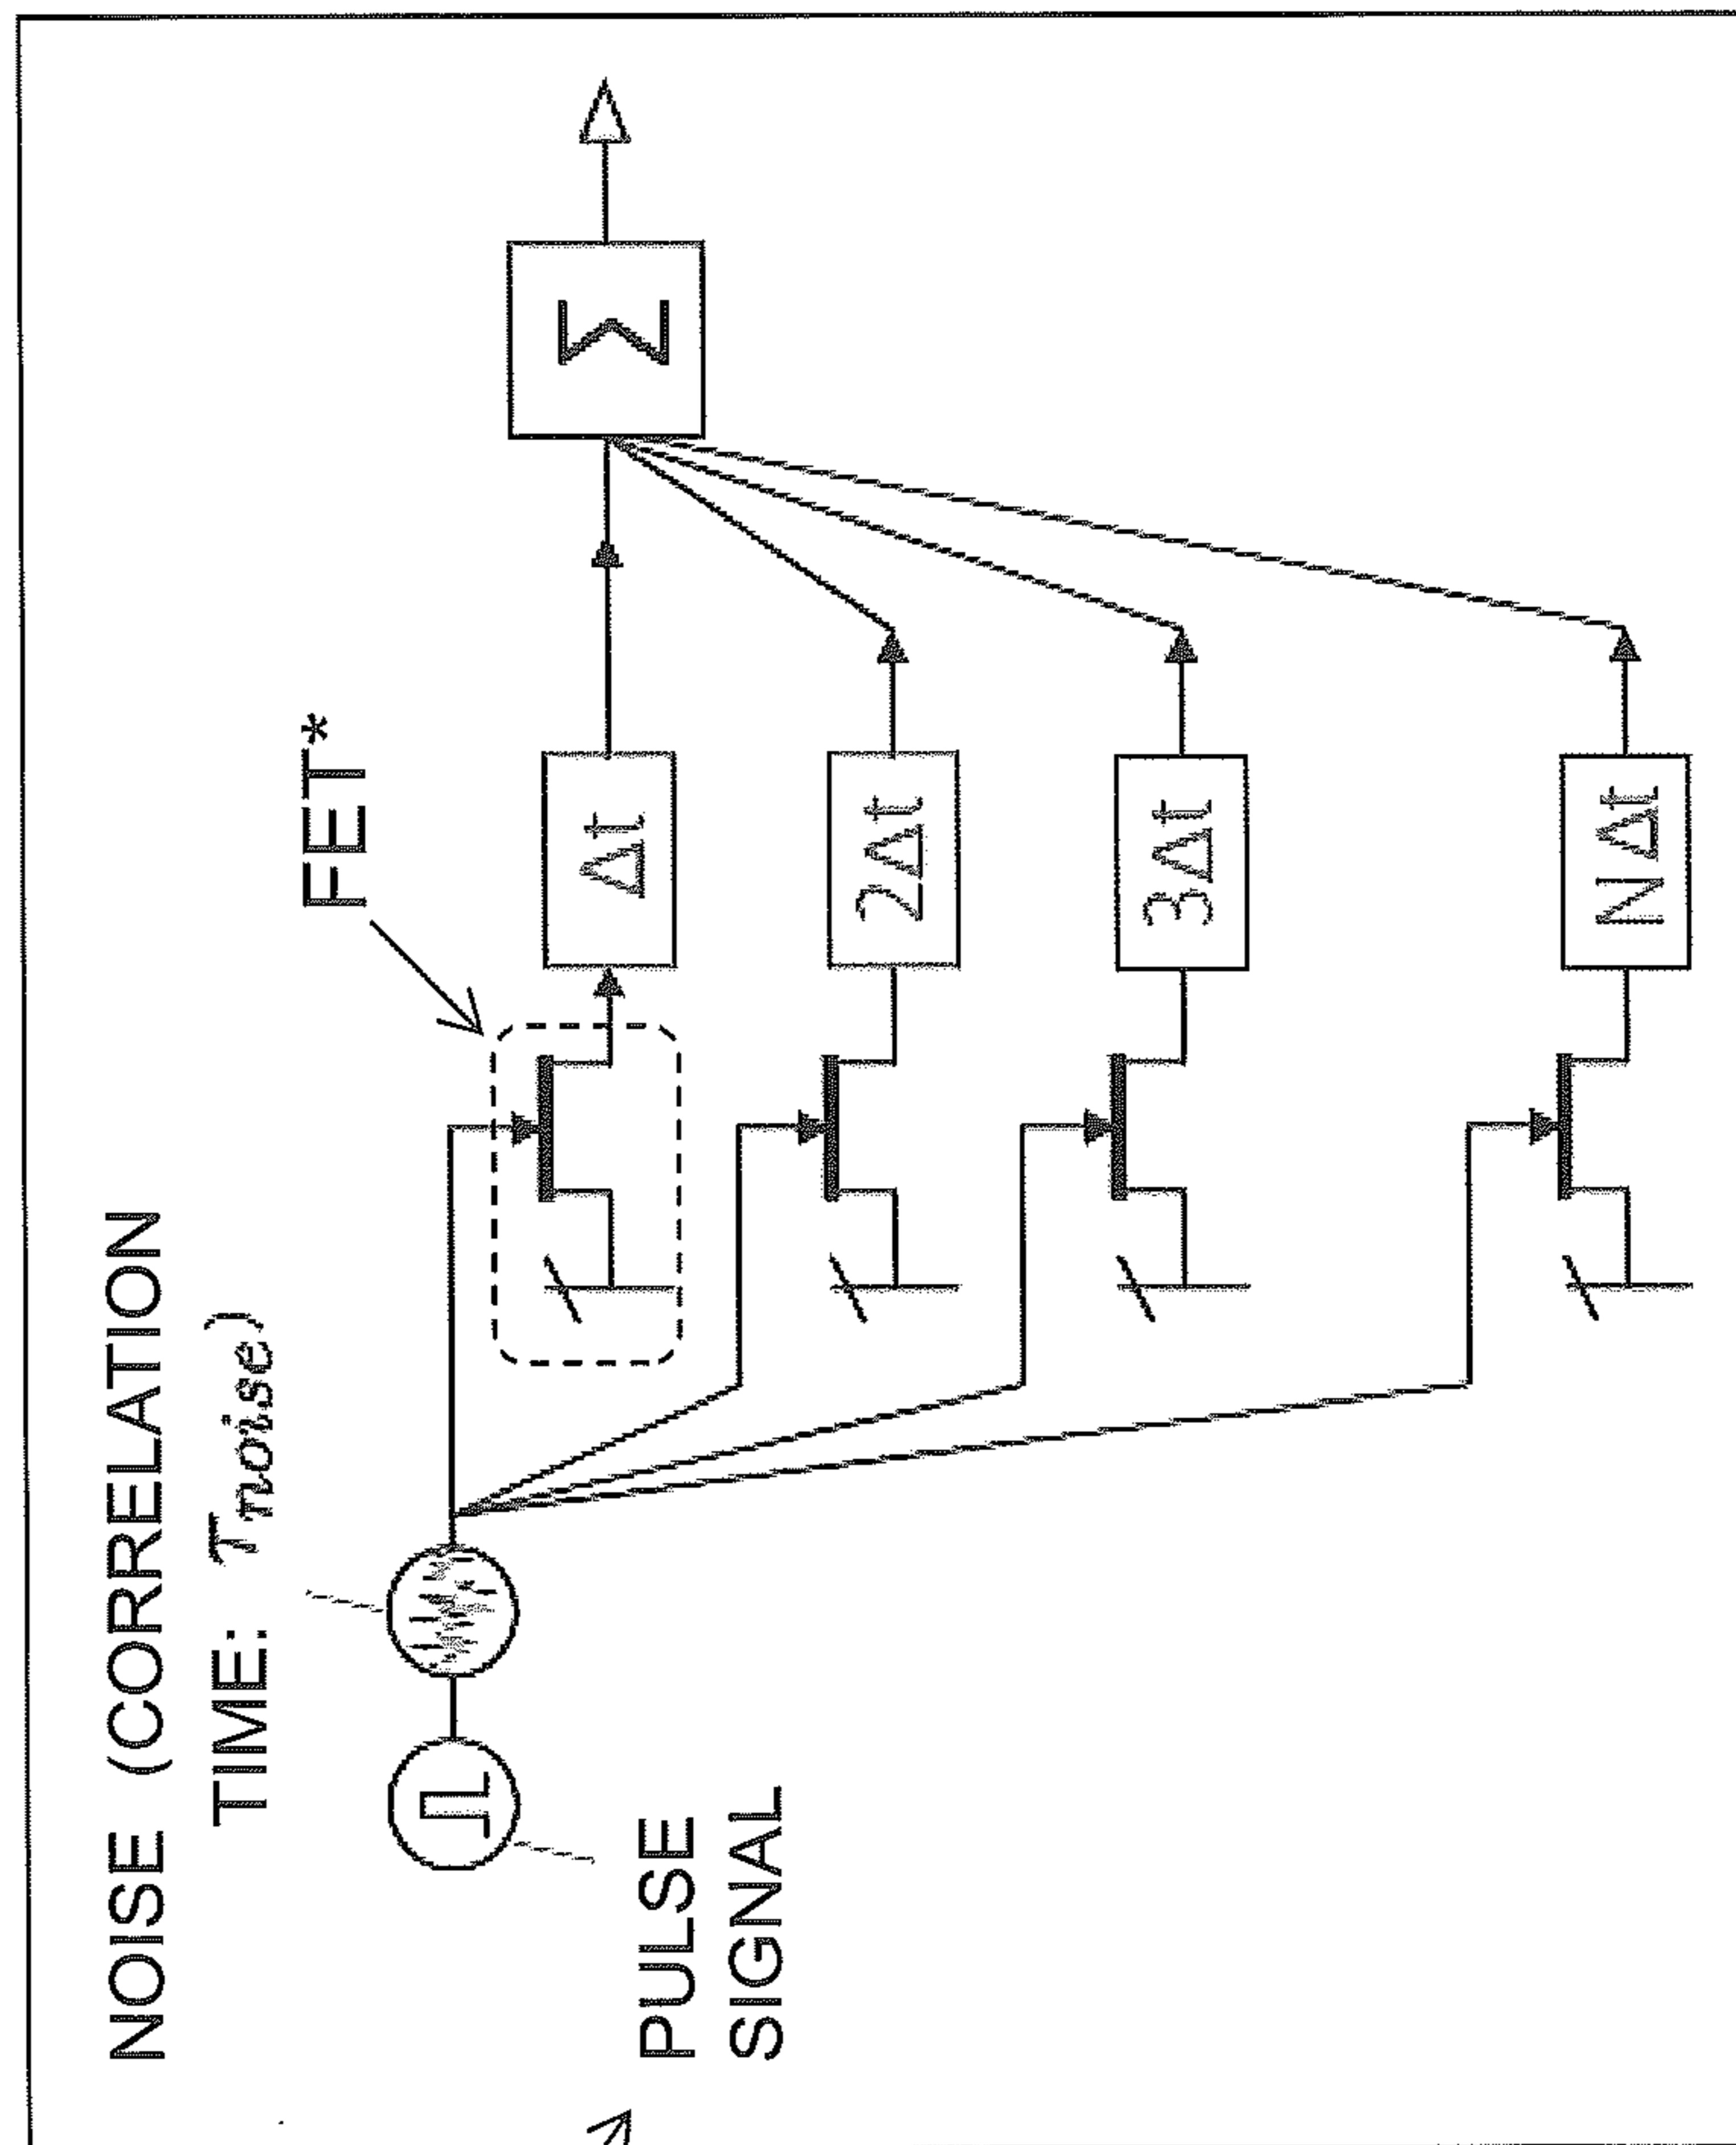 NOISE (CORRELATION
TIME: τnoise)
FET*
PULSE
SIGNAL
Δt
2Δt
3Δt
NΔt
Σ